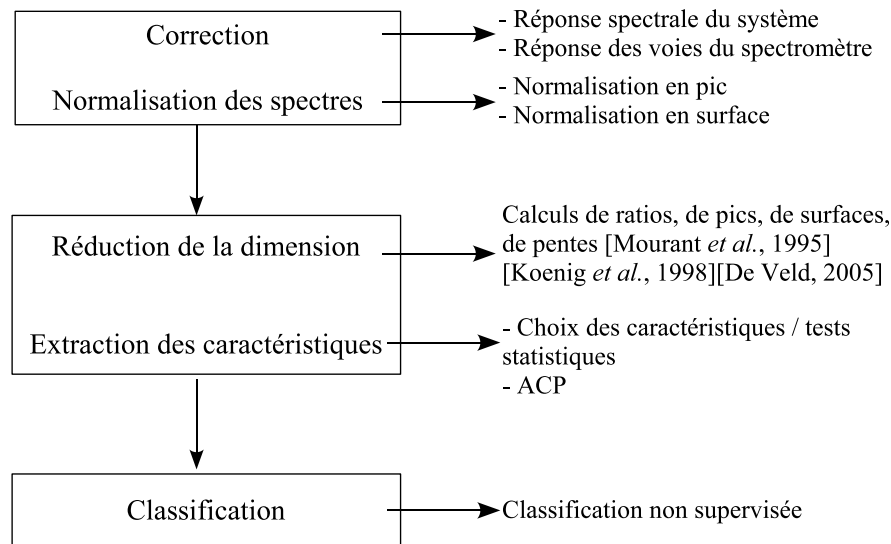 Correction
- Réponse spectrale du système
- Réponse des voies du spectromètre
Normalisation des spectres
- Normalisation en pic
- Normalisation en surface
Réduction de la dimension
Calculs de ratios, de pics, de surfaces,
de pentes [Mourant et al., 1995]
[Koenig et al., 1998][De Veld, 2005]
Extraction des caractéristiques
- Choix des caractéristiques / tests
statistiques
- ACP
Classification
Classification non supervisée